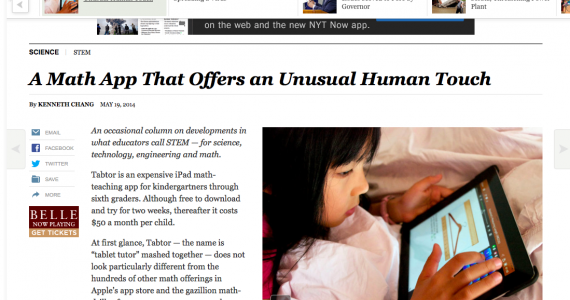 Governor
Plant
on the web and the new NYT Now app.
SCIENCE | STEM
A Math App That Offers an Unusual Human Touch
By KENNETH CHANG MAY 19, 2014
EMAIL
FACEBOOK
TWITTER
SAVE
MORE
BELLE
NOW PLAYING
GET TICKETS
An occasional column on developments in
what educators call STEM — for science,
technology, engineering and math.
Tabtor is an expensive iPad math-
teaching app for kindergartners through
sixth graders. Although free to download
and try for two weeks, thereafter it costs
$50 a month per child.
At first glance, Tabtor — the name is
“tablet tutor” mashed together — does not
look particularly different from the
hundreds of other math offerings in
Apple's app store and the gazillion math-